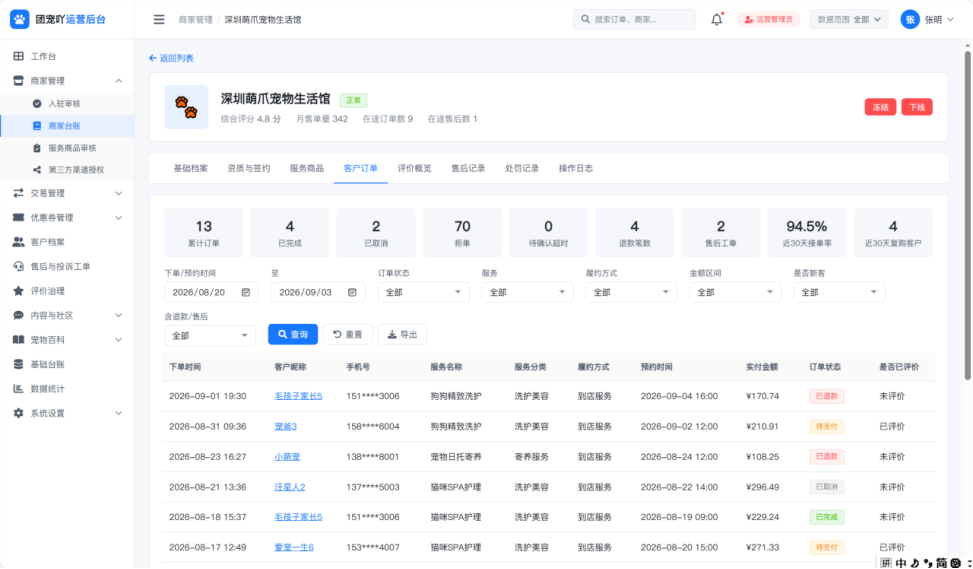 团宠吖运营后台
商家管理 / 深圳萌爪宠物生活馆
搜索订单、商家...
运营管理员
数据范围 全部
张 张明
工作台
商家管理
入驻审核
商家台账
服务商品审核
第三方渠道授权
交易管理
优惠券管理
客户档案
售后与投诉工单
评价治理
内容与社区
宠物百科
基础台账
数据统计
系统设置
返回列表
深圳萌爪宠物生活馆 正常
综合评分 4.8 分 月售单量 342 在途订单数 9 在途售后数 1
冻结 下线
基础档案 资质与签约 服务商品 客户订单 评价概览 售后记录 处罚记录 操作日志
13 4 2 70 0 4 2 94.5% 4
累计订单 已完成 已取消 拒单 待确认超时 退款笔数 售后工单 近30天接单率 近30天复购客户
下单/预约时间 至 订单状态 服务 履约方式 金额区间 是否新客
2026/08/20 2026/09/03 全部 全部 全部 全部 全部
含退款/售后
全部 查询 重置 导出
下单时间 客户昵称 手机号 服务名称 服务分类 履约方式 预约时间 实付金额 订单状态 是否已评价
2026-09-01 19:30 毛孩子家长5 151****3006 狗狗精致洗护 洗护美容 到店服务 2026-09-04 16:00 ¥170.74 已退款 未评价
2026-08-31 09:36 宠爸3 158****6004 狗狗精致洗护 洗护美容 到店服务 2026-09-02 12:00 ¥210.91 待支付 已评价
2026-08-23 16:27 小萌宠 138****8001 宠物日托寄养 寄养服务 到店服务 2026-08-24 12:00 ¥108.25 已退款 未评价
2026-08-21 13:36 汪星人2 137****5003 猫咪SPA护理 洗护美容 到店服务 2026-08-22 14:00 ¥296.49 已取消 未评价
2026-08-18 15:37 毛孩子家长5 151****3006 猫咪SPA护理 洗护美容 到店服务 2026-08-19 09:00 ¥229.24 已完成 未评价
2026-08-17 12:49 爱宠一生6 153****4007 猫咪SPA护理 洗护美容 到店服务 2026-08-20 15:00 ¥271.33 待支付 已评价
拼 中 简